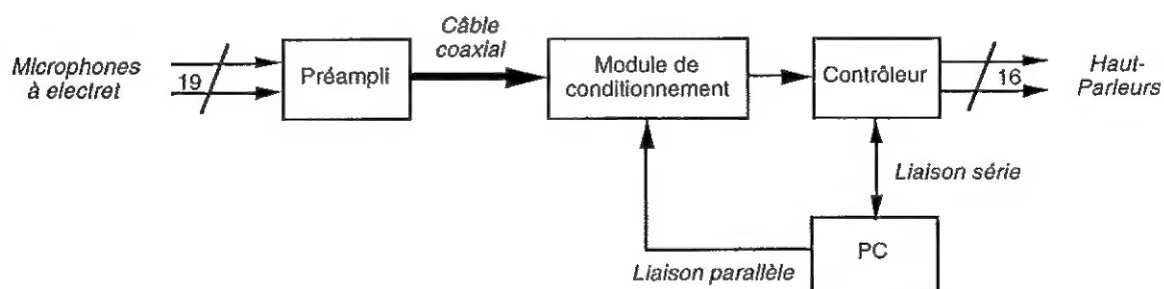 Microphones
à electret
19
Préampli
Câble
coaxial
Module de
conditionnement
Contrôleur
16
Haut-
Parleurs
Liaison série
PC
Liaison parallèle